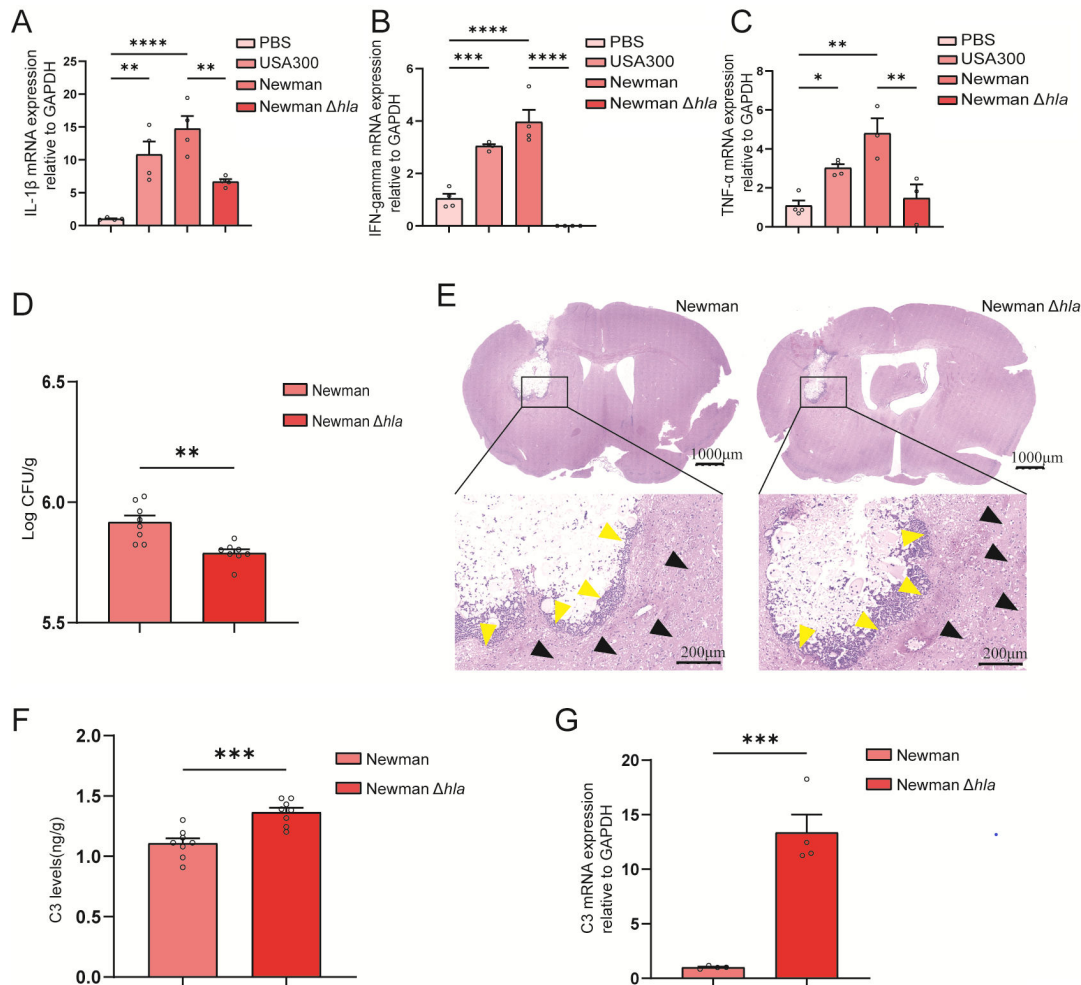 A
PBS
USA300
Newman
Newman Δhla
IL-1β mRNA expression
relative to GAPDH
20
15
10
5
0
****
**
**
B
PBS
USA300
Newman
Newman Δhla
IFN-gamma mRNA expression
relative to GAPDH
6
4
2
0
****
***
****
C
PBS
USA300
Newman
Newman Δhla
TNF-α mRNA expression
relative to GAPDH
8
6
4
2
0
**
*
**
D
Log CFU/g
6.5
6.0
5.5
**
Newman
Newman Δhla
E
Newman
Newman Δhla
1000μm
1000μm
200μm
200μm
F
C3 levels(ng/g)
2.0
1.5
1.0
0.5
0.0
***
Newman
Newman Δhla
G
C3 mRNA expression
relative to GAPDH
20
15
10
5
0
***
Newman
Newman Δhla